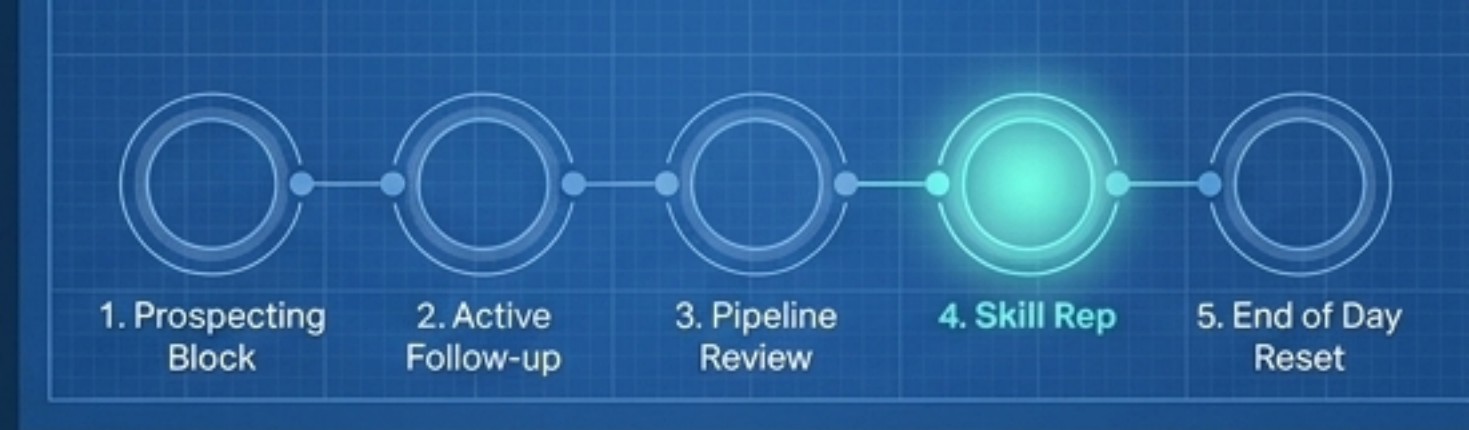 1. Prospecting
Block
2. Active
Follow-up
3. Pipeline
Review
4. Skill Rep
5. End of Day
Reset